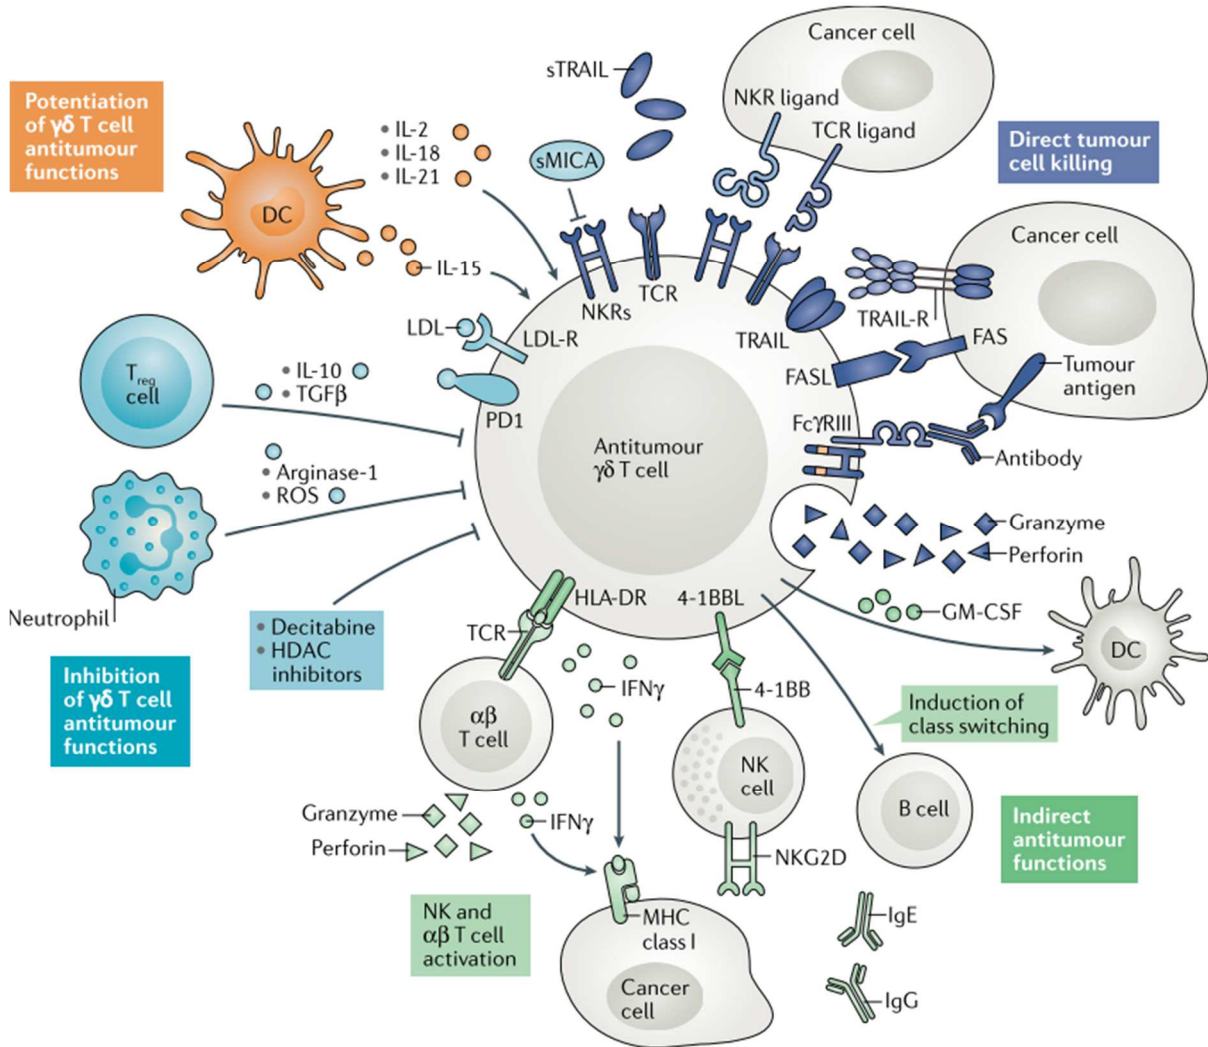 Cancer cell
sTRAIL
NKR ligand
TCR ligand
Potentiation
of γδ T cell
antitumour
functions
• IL-2
• IL-18
• IL-21
sMICA
Direct tumour
cell killing
DC
IL-15
NKRs
TCR
Cancer cell
TRAIL
TRAIL-R
LDL
LDL-R
FASL
FAS
Tumour
antigen
Treg
cell
• IL-10
• TGFβ
PD1
FcγRIII
Antibody
Antitumour
γδ T cell
• Arginase-1
• ROS
Granzyme
Perforin
Neutrophil
• Decitabine
• HDAC
inhibitors
Inhibition
of γδ T cell
antitumour
functions
HLA-DR
4-1BBL
GM-CSF
TCR
DC
IFNγ
4-1BB
Induction of
class switching
αβ
T cell
NK
cell
B cell
Indirect
antitumour
functions
Granzyme
Perforin
IFNγ
NKG2D
NK and
αβ T cell
activation
MHC
class I
Cancer
cell
IgE
IgG